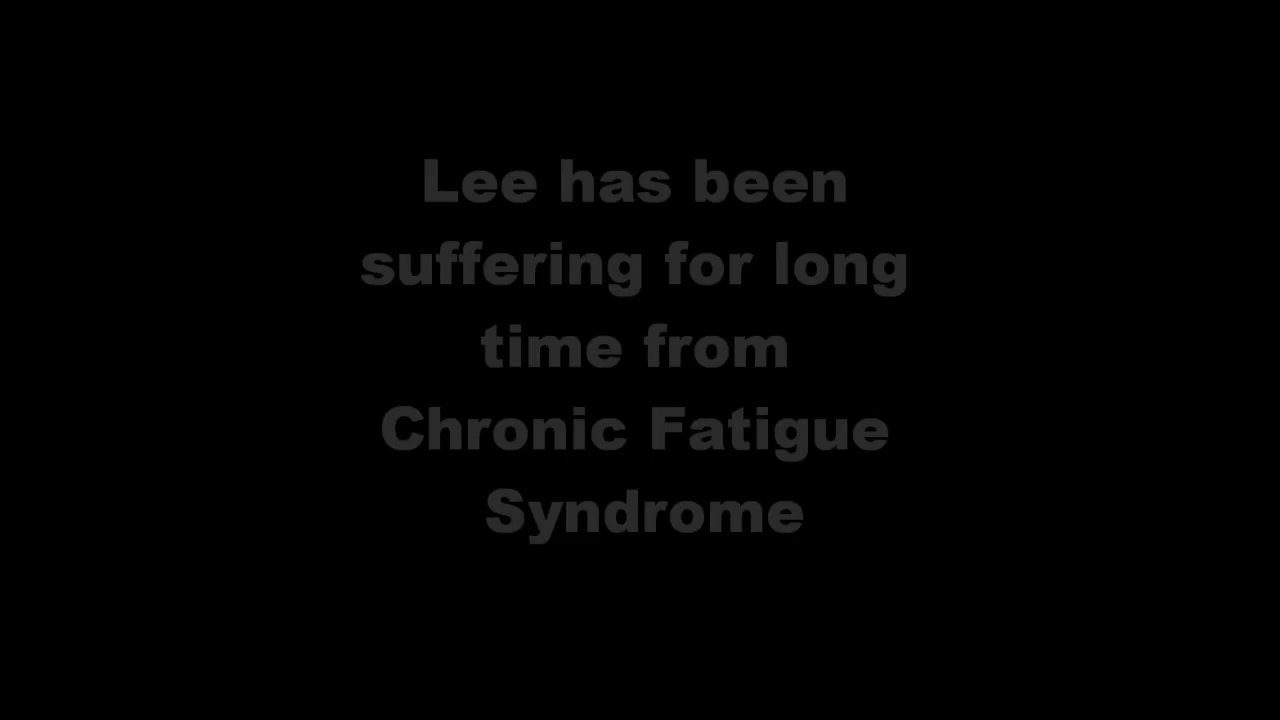 Lee has been
suffering for long
time from
Chronic Fatigue
Syndrome